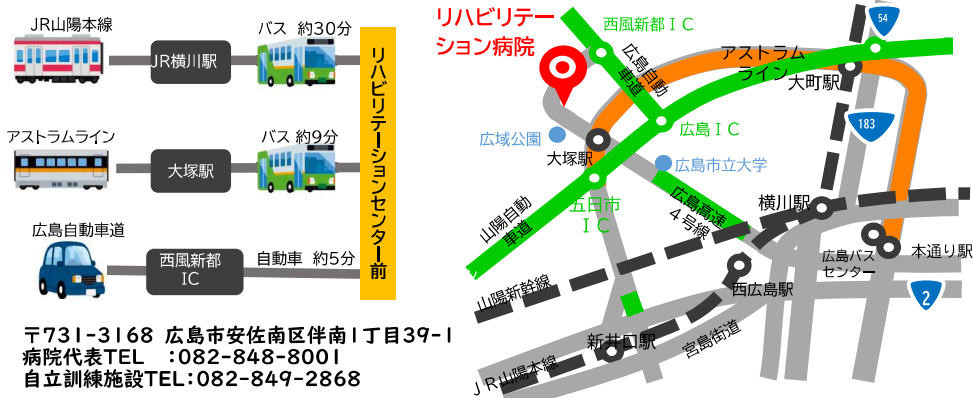 JR山陽本線
JR横川駅
バス 約30分
アストラムライン
大塚駅
バス 約9分
広島自動車道
西風新都
IC
自動車 約5分
リハビリテーションセンター前
〒731-3168 広島市安佐南区伴南1丁目39-1
病院代表TEL :082-848-8001
自立訓練施設TEL:082-849-2868
リハビリテー
ション病院
西風新都IC
広島自動
車道
アストラム
ライン
54
大町駅
183
広域公園
大塚駅
広島IC
広島市立大学
五日市
IC
広島高速
4号線
横川駅
山陽自動
車道
広島バス
センター
本通り駅
山陽新幹線
西広島駅
2
新井口駅
宮島街道
JR山陽本線